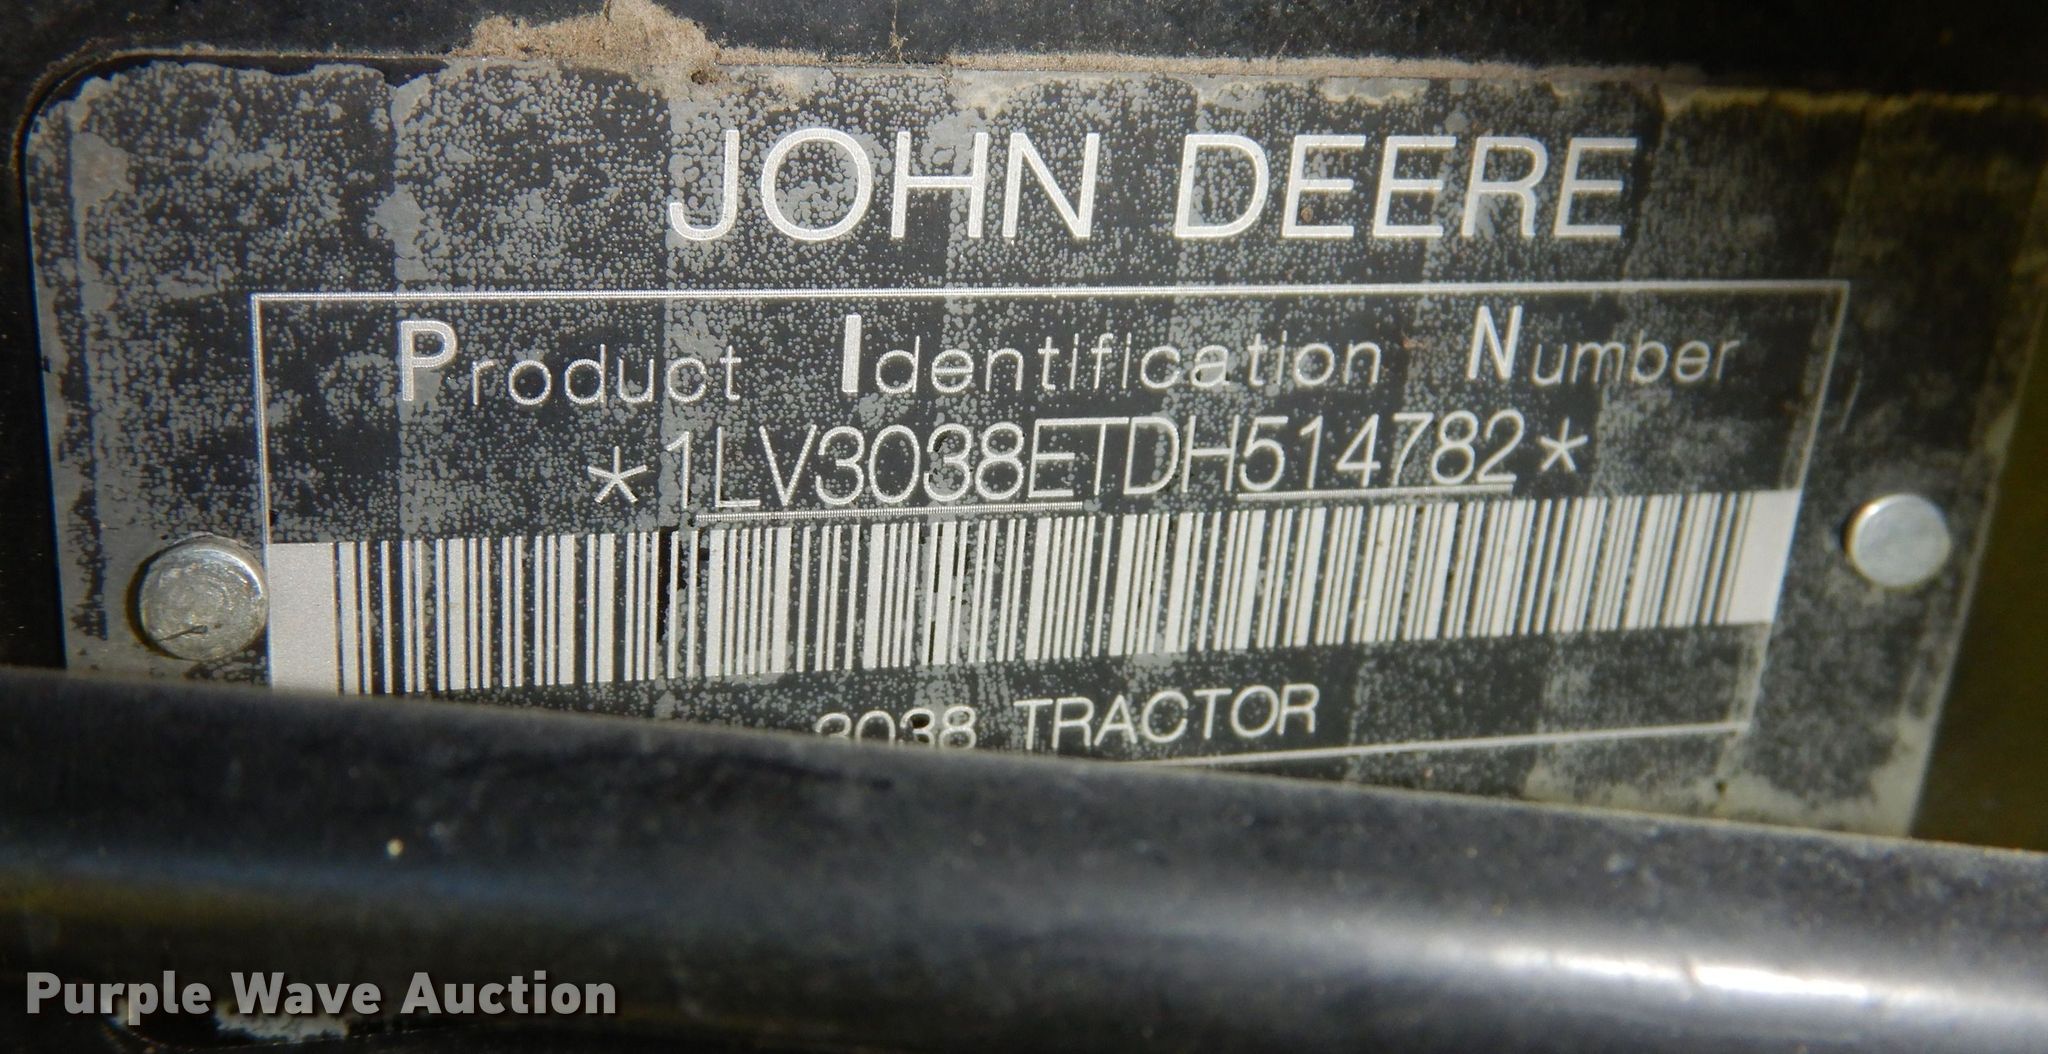 JOHN DEERE
Product Identification Number
*1LV3038ETDH514782*
3038 TRACTOR
Purple Wave Auction